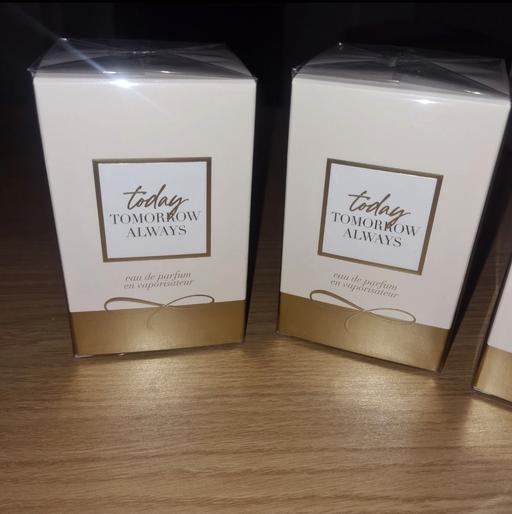 today
TOMORROW
ALWAYS
eau de parfum
en vaporisateur
today
TOMORROW
ALWAYS
eau de parfum
en vaporisateur